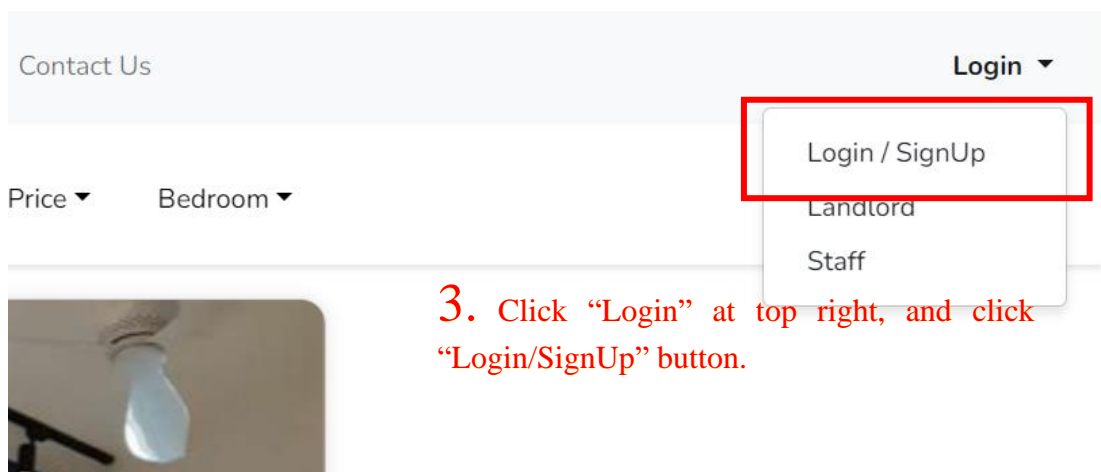 Contact Us
Login
Login / SignUp
Price
Bedroom
Landlord
Staff
3. Click “Login” at top right, and click
“Login/SignUp” button.